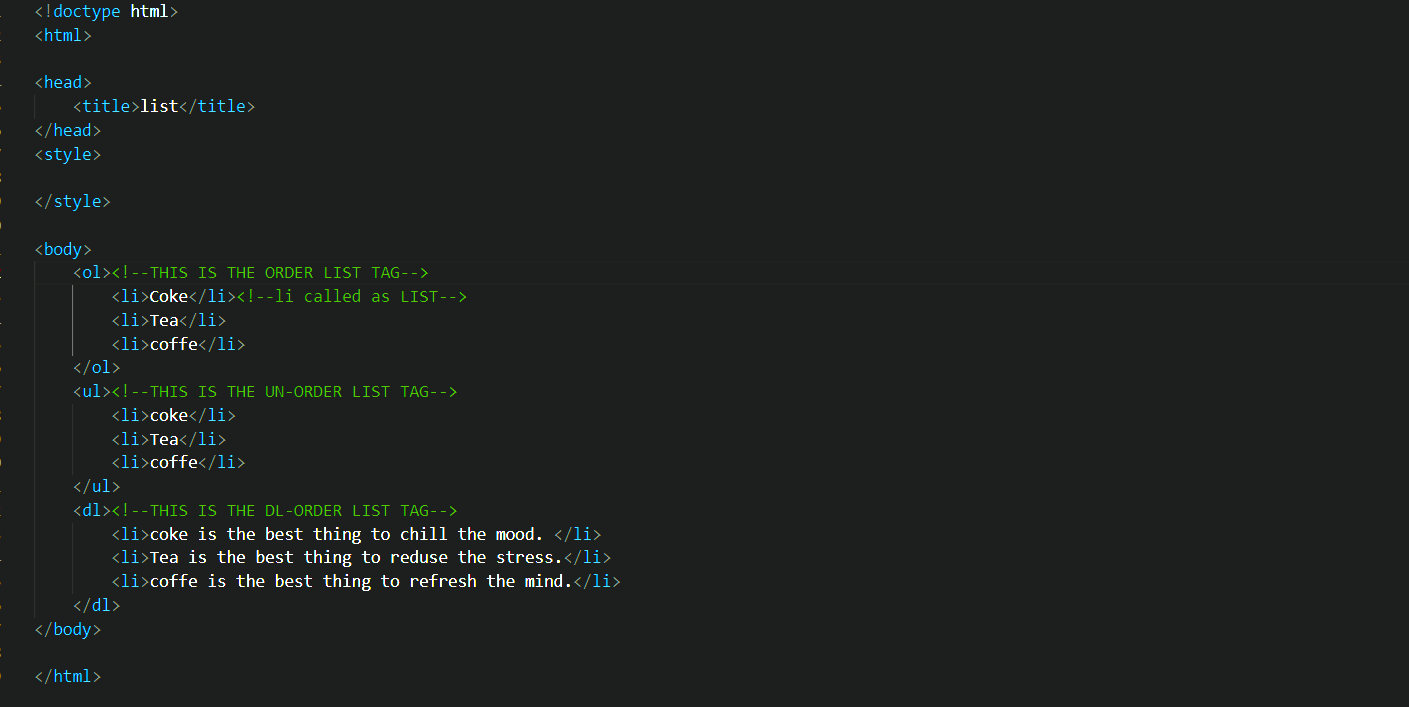 <!doctype html>
<html>
<head>
<title>list</title>
</head>
<style>
</style>
<body>
<ol><!--THIS IS THE ORDER LIST TAG-->
<li>Coke</li><!--li called as LIST-->
<li>Tea</li>
<li>coffe</li>
</ol>
<ul><!--THIS IS THE UN-ORDER LIST TAG-->
<li>coke</li>
<li>Tea</li>
<li>coffe</li>
</ul>
<dl><!--THIS IS THE DL-ORDER LIST TAG-->
<li>coke is the best thing to chill the mood. </li>
<li>Tea is the best thing to reduse the stress.</li>
<li>coffe is the best thing to refresh the mind.</li>
</dl>
</body>
</html>